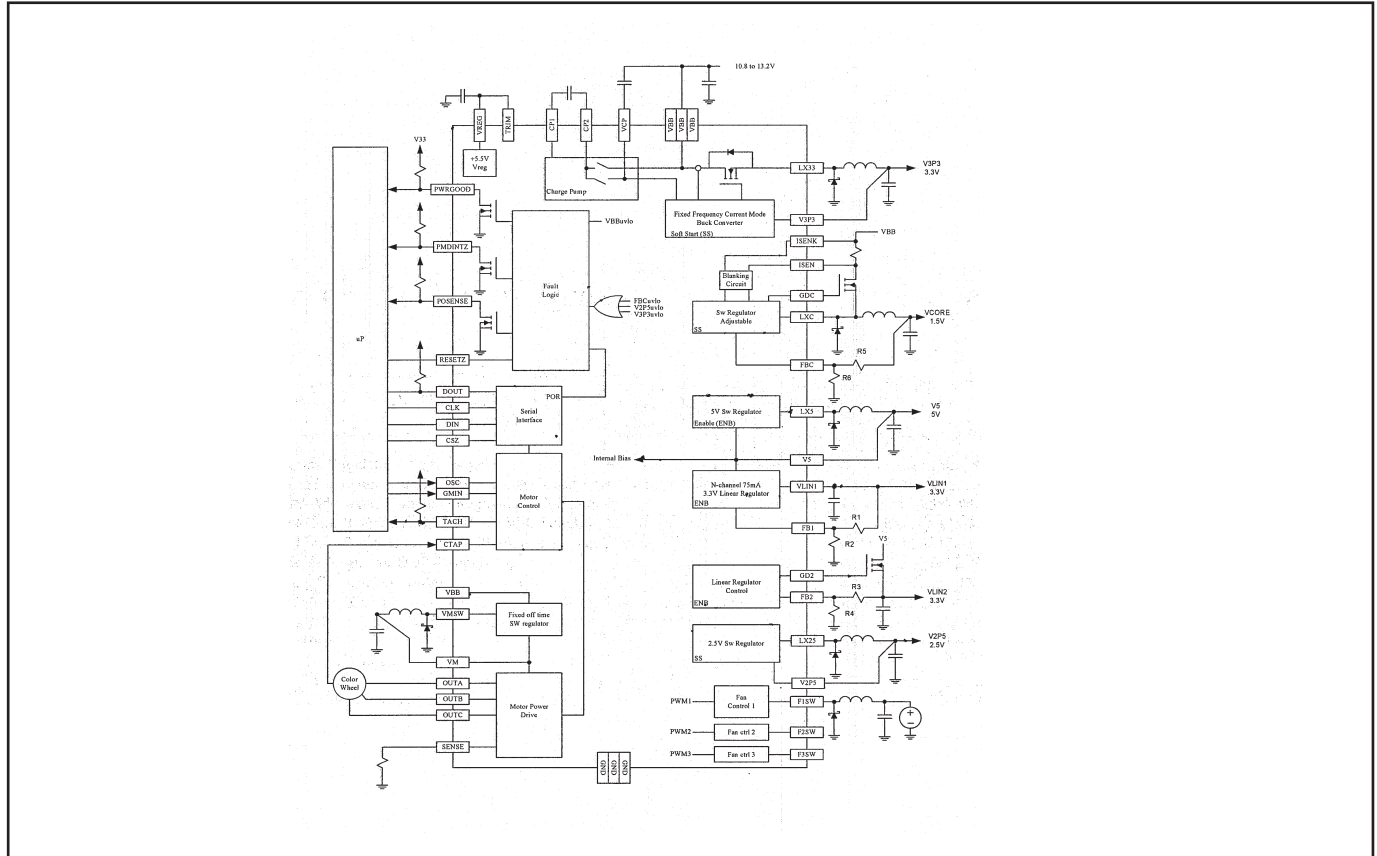 10.8 to 13.2V
VREG
TRIM
CP1
CP2
VCP
VBB
VBB
VBB
V33
+5.5V
Vreg
Charge Pump
LX33
V3P3
3.3V
PWRGOOD
VBBuvlo
Fixed Frequency Current Mode
Buck Converter
Soft Start (SS)
V3P3
PMDINTZ
ISENK
VBB
ISEN
Blanking
Circuit
Fault
Logic
GDC
POSENSE
FBCuvlo
V2P5uvlo
V3P3uvlo
Sw Regulator
Adjustable
SS
LXC
VCORE
1.5V
uP
RESETZ
FBC
R5
R6
DOUT
CLK
DIN
CSZ
POR
Serial
Interface
5V Sw Regulator
Enable (ENB)
LX5
V5
5V
Internal Bias
V5
OSC
GMIN
TACH
CTAP
Motor
Control
N-channel 75mA
3.3V Linear Regulator
ENB
VLIN1
VLIN1
3.3V
FB1
R1
R2
V5
Linear Regulator
Control
ENB
GD2
FB2
R3
R4
VLIN2
3.3V
VBB
VMSW
Fixed off time
SW regulator
VM
2.5V Sw Regulator
SS
LX25
V2P5
2.5V
V2P5
Color
Wheel
OUTA
OUTB
OUTC
SENSE
Motor Power
Drive
PWM1
Fan
Control 1
F1SW
PWM2
Fan ctrl 2
F2SW
PWM3
Fan ctrl 3
F3SW
GND
GND
GND